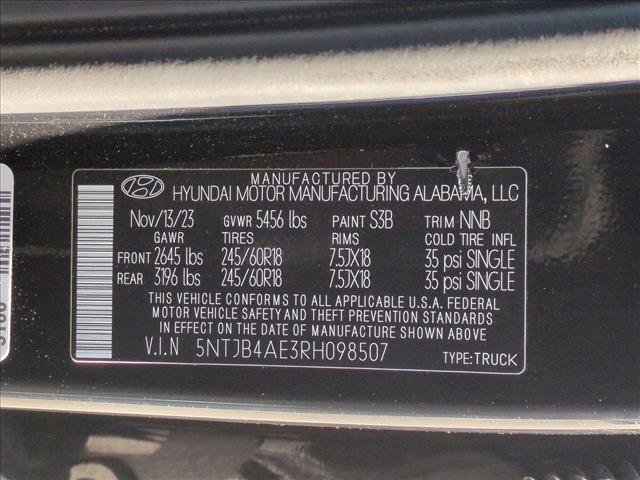 MANUFACTURED BY
HYUNDAI MOTOR MANUFACTURING ALABAMA, LLC
Nov/13/23 GVWR 5456 lbs PAINT S3B TRIM NNB
GAWR TIRES RIMS COLD TIRE INFL
FRONT 2645 lbs 245/60R18 7.5JX18 35 psi SINGLE
REAR 3196 lbs 245/60R18 7.5JX18 35 psi SINGLE
THIS VEHICLE CONFORMS TO ALL APPLICABLE U.S.A. FEDERAL
MOTOR VEHICLE SAFETY AND THEFT PREVENTION STANDARDS
IN EFFECT ON THE DATE OF MANUFACTURE SHOWN ABOVE.
V.I.N 5NTJB4AE3RH098507 TYPE:TRUCK